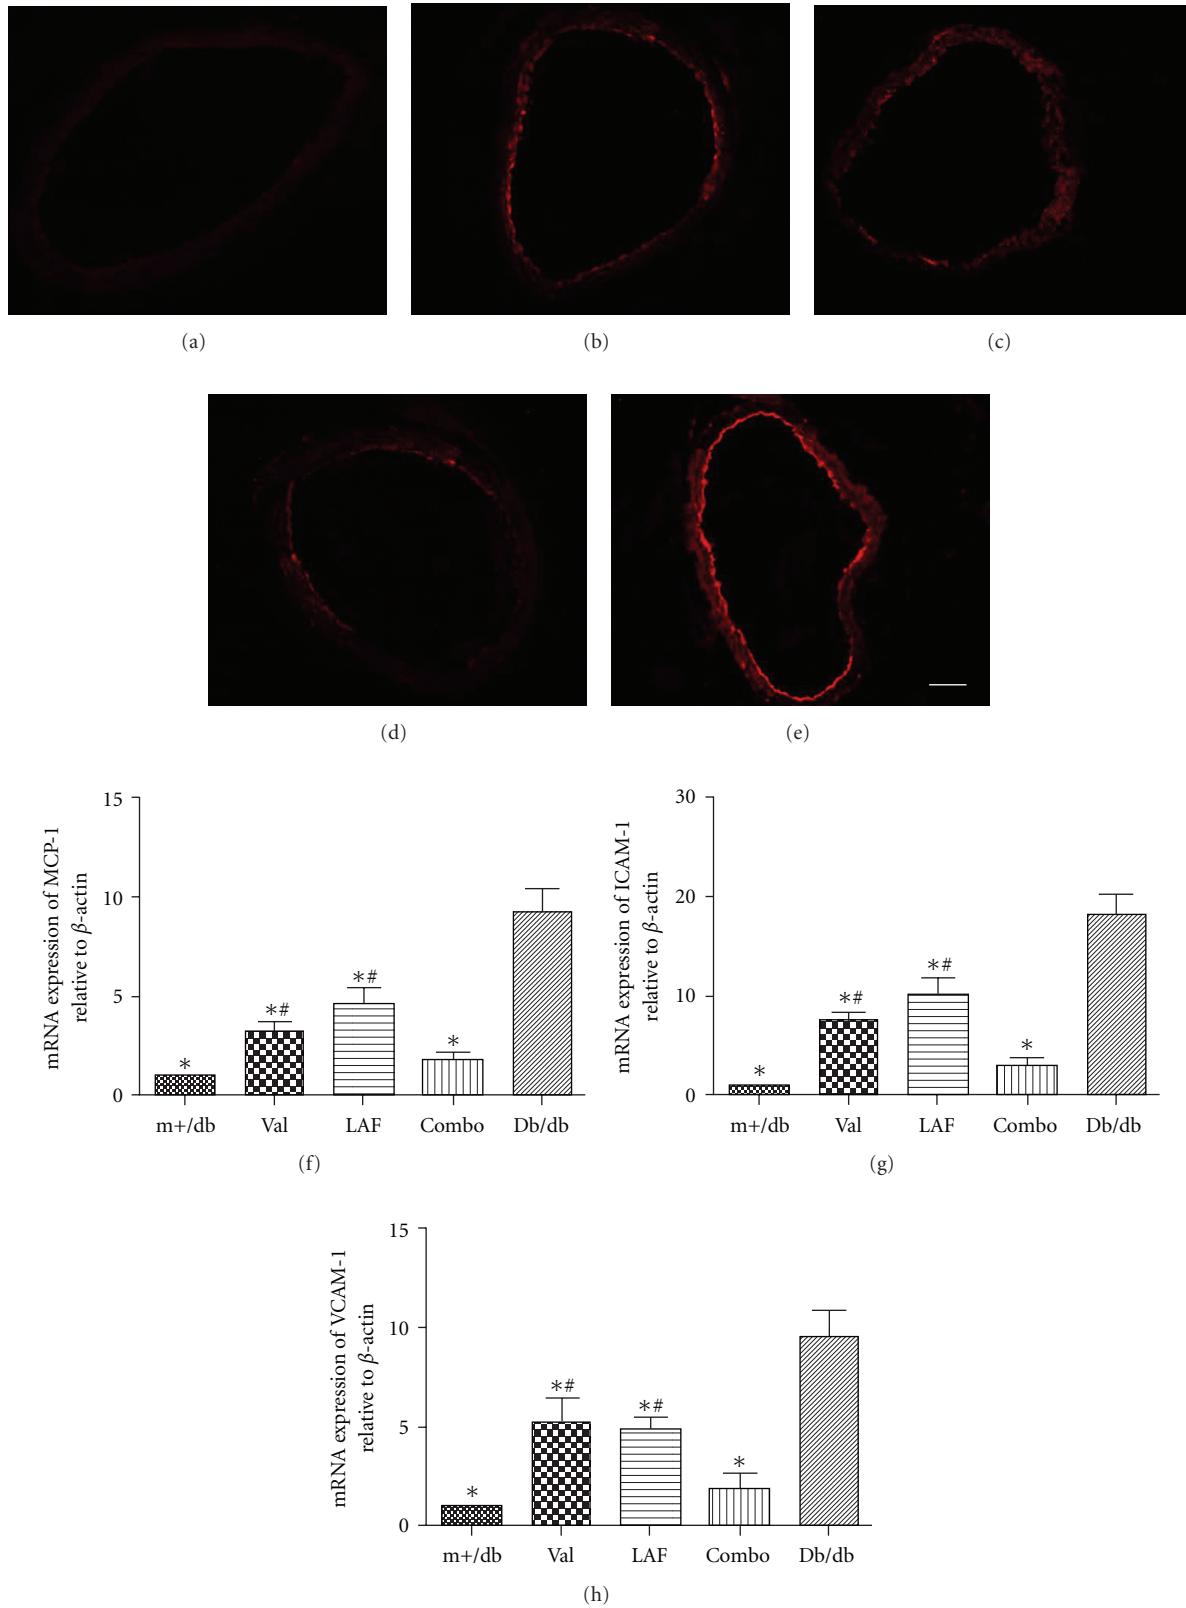 (a)
(b)
(c)
(d)
(e)
mRNA expression of MCP-1
relative to β-actin
15
10
5
0
*
*#
*#
*
m+/db
Val
LAF
Combo
Db/db
(f)
mRNA expression of ICAM-1
relative to β-actin
30
20
10
0
*
*#
*#
*
m+/db
Val
LAF
Combo
Db/db
(g)
mRNA expression of VCAM-1
relative to β-actin
15
10
5
0
*
*#
*#
*
m+/db
Val
LAF
Combo
Db/db
(h)